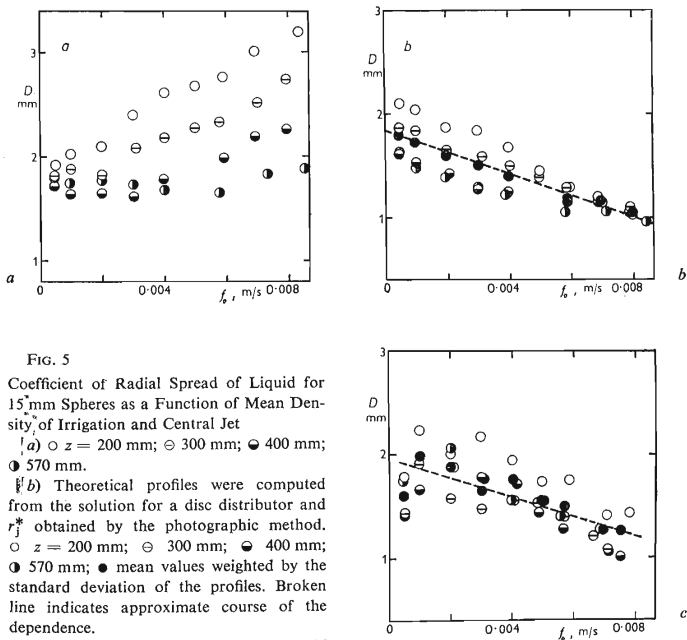 a
3
D
mm
2
1
0
0·004
f₀, m/s
0·008
a
3
b
D
mm
2
1
0
0·004
f₀, m/s
0·008
b
FIG. 5
Coefficient of Radial Spread of Liquid for
15 mm Spheres as a Function of Mean Den-
sity of Irrigation and Central Jet
a) ○ z = 200 mm; ⊖ 300 mm; ◒ 400 mm;
◑ 570 mm.
b) Theoretical profiles were computed
from the solution for a disc distributor and
rj* obtained by the photographic method.
○ z = 200 mm; ⊖ 300 mm; ◒ 400 mm;
◑ 570 mm; ● mean values weighted by the
standard deviation of the profiles. Broken
line indicates approximate course of the
dependence.
3
D
mm
2
1
0
0·004
f₀, m/s
0·008
c